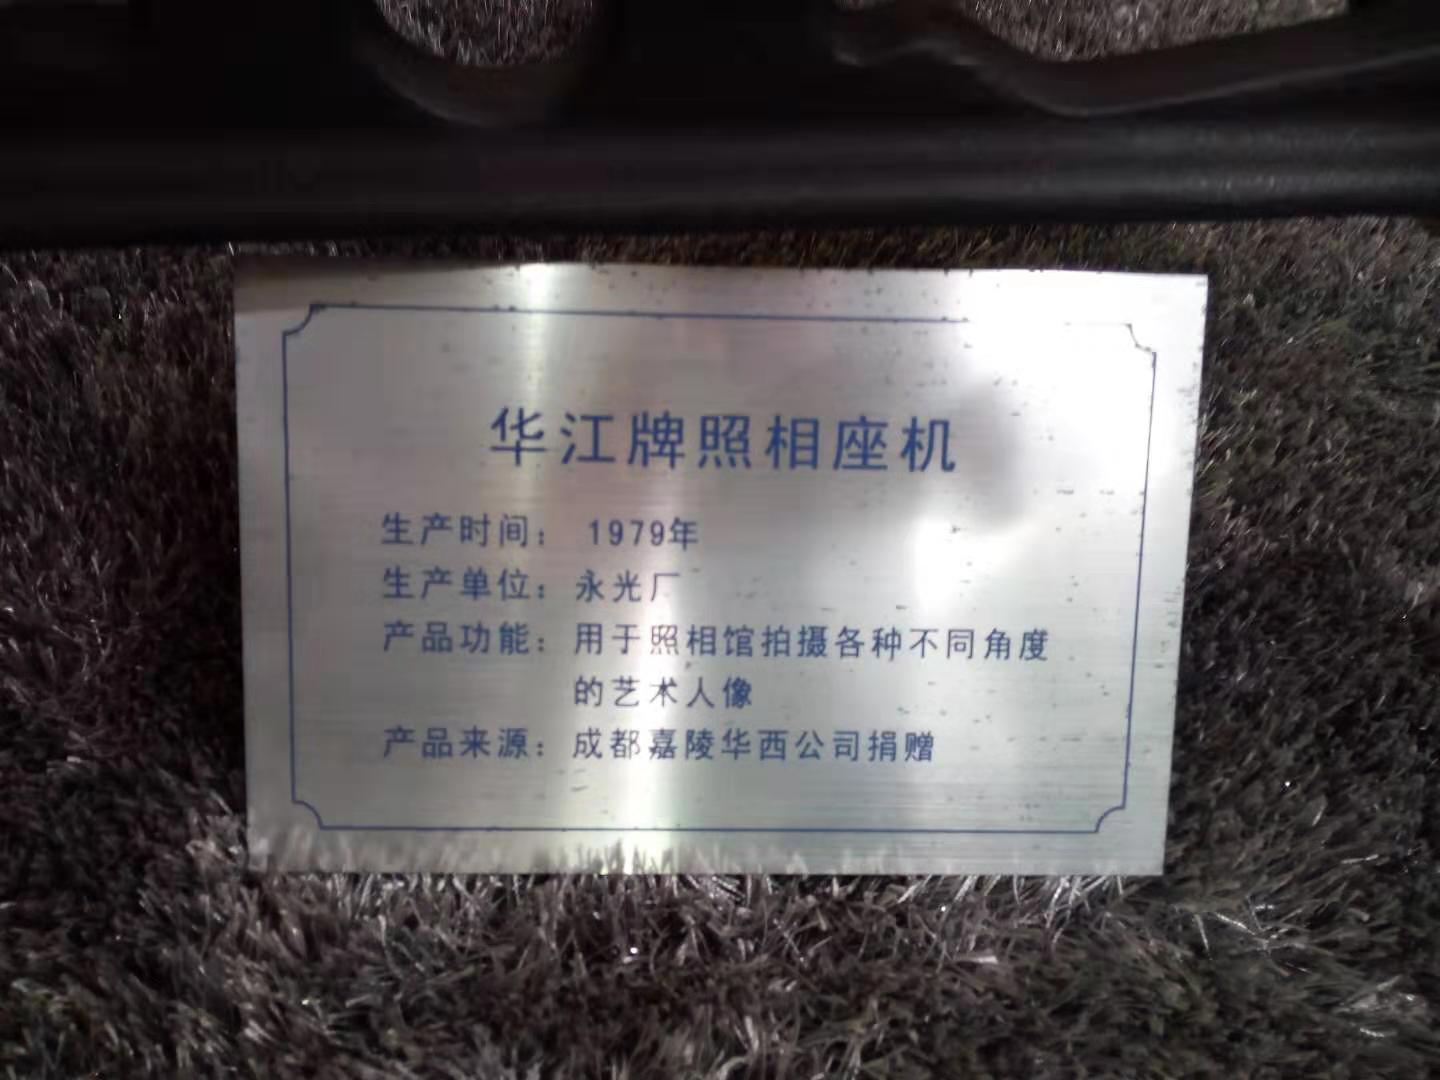 华江牌照相座机
生产时间： 1979年
生产单位：永光厂
产品功能：用于照相馆拍摄各种不同角度
的艺术人像
产品来源：成都嘉陵华西公司捐赠